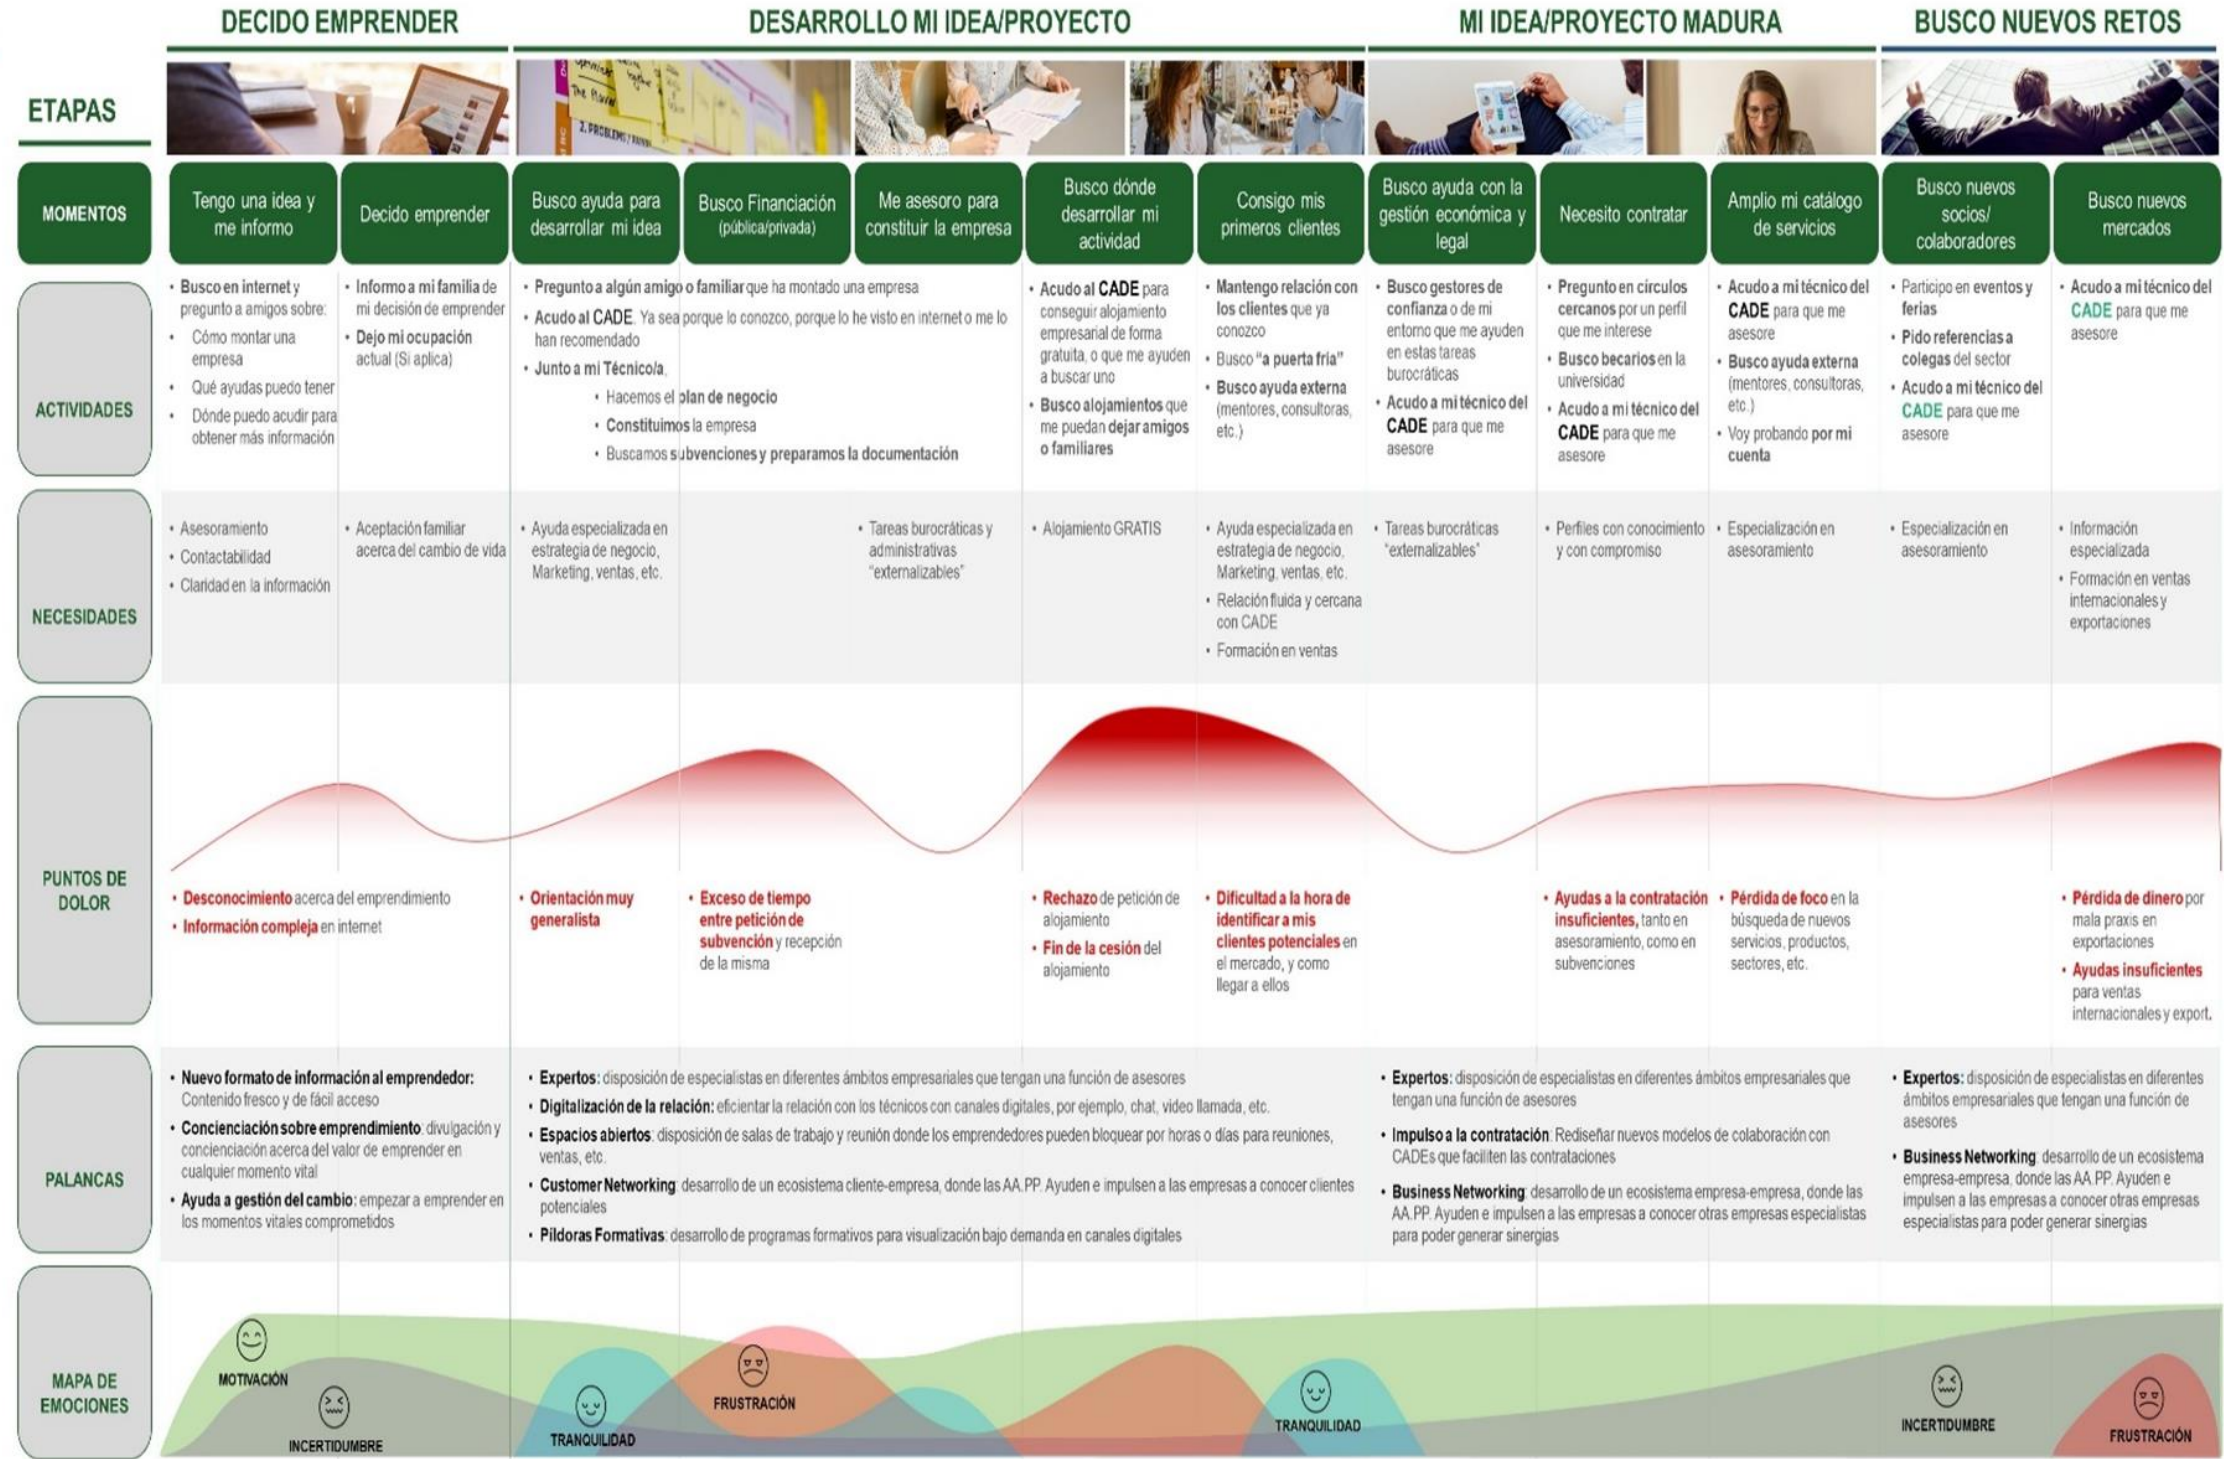 DECIDO EMPRENDER
DESARROLLO MI IDEA/PROYECTO
MI IDEA/PROYECTO MADURA
BUSCO NUEVOS RETOS
ETAPAS
The
2. PROBLEMS /
MOMENTOS
Tengo una idea y
me informo
Decido emprender
Busco ayuda para
desarrollar mi idea
Busco Financiación
(pública/privada)
Me asesoro para
constituir la empresa
Busco dónde
desarrollar mi
actividad
Consigo mis
primeros clientes
Busco ayuda con la
gestión económica y
legal
Necesito contratar
Amplio mi catálogo
de servicios
Busco nuevos
socios/
colaboradores
Busco nuevos
mercados
ACTIVIDADES
• Busco en internet y
pregunto a amigos sobre:
• Cómo montar una
empresa
• Qué ayudas puedo tener
• Dónde puedo acudir para
obtener más información
• Informo a mi familia de
mi decisión de emprender
• Dejo mi ocupación
actual (Si aplica)
• Pregunto a algún amigo o familiar que ha montado una empresa
• Acudo al CADE. Ya sea porque lo conozco, porque lo he visto en internet o me lo
han recomendado
• Junto a mi Técnico/a,
• Hacemos el plan de negocio
• Constituimos la empresa
• Buscamos subvenciones y preparamos la documentación
• Acudo al CADE para
conseguir alojamiento
empresarial de forma
gratuita, o que me ayuden
a buscar uno
• Busco alojamientos que
me puedan dejar amigos
o familiares
• Mantengo relación con
los clientes que ya
conozco
• Busco "a puerta fria"
• Busco ayuda externa
(mentores, consultoras,
etc.)
• Busco gestores de
confianza o de mi
entorno que me ayuden
en estas tareas
burocráticas
• Acudo a mi técnico del
CADE para que me
asesore
• Pregunto en círculos
cercanos por un perfil
que me interese
• Busco becarios en la
universidad
• Acudo a mi técnico del
CADE para que me
asesore
• Acudo a mi técnico del
CADE para que me
asesore
• Busco ayuda externa
(mentores, consultoras,
etc.)
• Voy probando por mi
cuenta
• Participo en eventos y
ferias
• Pido referencias a
colegas del sector
• Acudo a mi técnico del
CADE para que me
asesore
• Acudo a mi técnico del
CADE para que me
asesore
NECESIDADES
• Asesoramiento
• Contactabilidad
• Claridad en la información
• Aceptación familiar
acerca del cambio de vida
• Ayuda especializada en
estrategia de negocio,
Marketing, ventas, etc.
• Tareas burocráticas y
administrativas
"externalizables"
• Alojamiento GRATIS
• Ayuda especializada en
estrategia de negocio,
Marketing, ventas, etc.
• Relación fluida y cercana
con CADE
• Formación en ventas
• Tareas burocráticas
"externalizables"
• Perfiles con conocimiento
y con compromiso
• Especialización en
asesoramiento
• Especialización en
asesoramiento
• Información
especializada
• Formación en ventas
internacionales y
exportaciones
PUNTOS DE
DOLOR
• Desconocimiento acerca del emprendimiento
• Información compleja en internet
• Orientación muy
generalista
• Exceso de tiempo
entre petición de
subvención y recepción
de la misma
• Rechazo de petición de
alojamiento
• Fin de la cesión del
alojamiento
• Dificultad a la hora de
identificar a mis
clientes potenciales en
el mercado, y como
llegar a ellos
• Ayudas a la contratación
insuficientes, tanto en
asesoramiento, como en
subvenciones
• Pérdida de foco en la
búsqueda de nuevos
servicios, productos,
sectores, etc.
• Pérdida de dinero por
mala praxis en
exportaciones
• Ayudas insuficientes
para ventas
internacionales y export.
PALANCAS
• Nuevo formato de información al emprendedor:
Contenido fresco y de fácil acceso
• Concienciación sobre emprendimiento: divulgación y
concienciación acerca del valor de emprender en
cualquier momento vital
• Ayuda a gestión del cambio: empezar a emprender en
los momentos vitales comprometidos
• Expertos: disposición de especialistas en diferentes ámbitos empresariales que tengan una función de asesores
• Digitalización de la relación: eficientar la relación con los técnicos con canales digitales, por ejemplo, chat, video llamada, etc.
• Espacios abiertos: disposición de salas de trabajo y reunión donde los emprendedores pueden bloquear por horas o días para reuniones,
ventas, etc.
• Customer Networking: desarrollo de un ecosistema cliente-empresa, donde las AA.PP. Ayuden e impulsen a las empresas a conocer clientes
potenciales
• Píldoras Formativas: desarrollo de programas formativos para visualización bajo demanda en canales digitales
• Expertos: disposición de especialistas en diferentes ámbitos empresariales que
tengan una función de asesores
• Impulso a la contratación: Rediseñar nuevos modelos de colaboración con
CADEs que faciliten las contrataciones
• Business Networking: desarrollo de un ecosistema empresa-empresa, donde las
AA.PP. Ayuden e impulsen a las empresas a conocer otras empresas especialistas
para poder generar sinergias
• Expertos: disposición de especialistas en diferentes
ámbitos empresariales que tengan una función de
asesores
• Business Networking: desarrollo de un ecosistema
empresa-empresa, donde las AA.PP. Ayuden e
impulsen a las empresas a conocer otras empresas
especialistas para poder generar sinergias
MAPA DE
EMOCIONES
MOTIVACIÓN
INCERTIDUMBRE
TRANQUILIDAD
FRUSTRACIÓN
TRANQUILIDAD
INCERTIDUMBRE
FRUSTRACIÓN